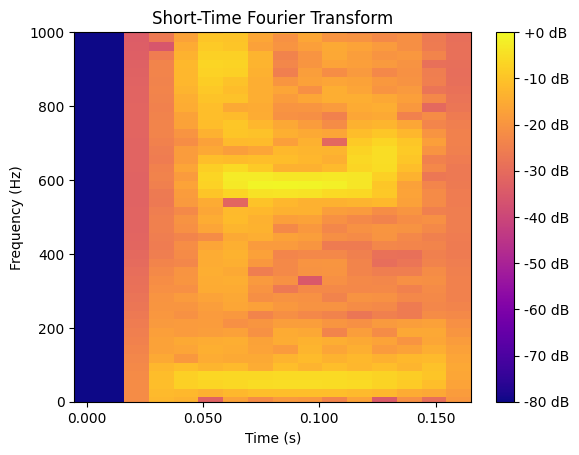 Short-Time Fourier Transform
1000
800
600
400
200
0
Frequency (Hz)
0.000
0.050
0.100
0.150
Time (s)
+0 dB
-10 dB
-20 dB
-30 dB
-40 dB
-50 dB
-60 dB
-70 dB
-80 dB